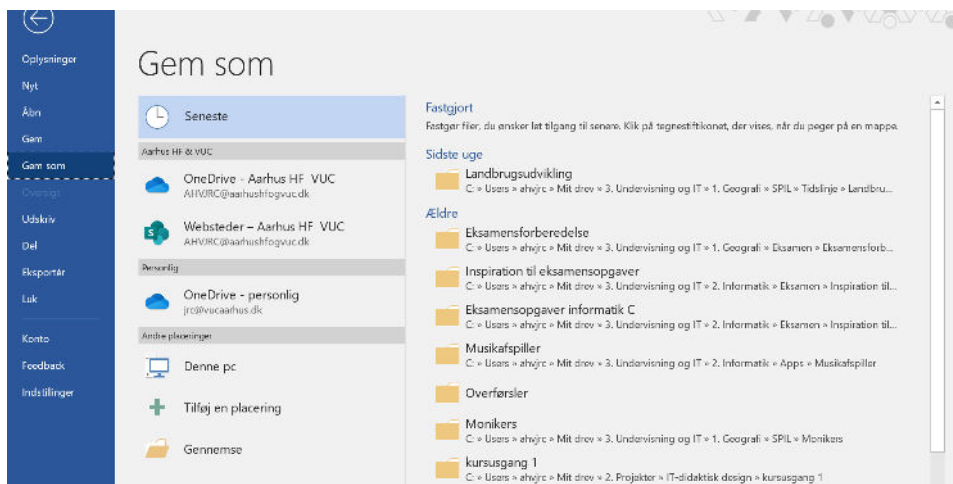 Oplysninger
Nyt
Åbn
Gem
Gem som
Oversigt
Udskriv
Del
Eksportér
Luk
Konto
Feedback
Indstillinger
Gem som
Seneste
Aarhus HF & VUC
OneDrive - Aarhus HF VUC
AHVJRC@aarhushfogvuc.dk
Websteder – Aarhus HF VUC
AHVJRC@aarhushfogvuc.dk
Personlig
OneDrive - personlig
jrc@vucaarhus.dk
Andre placeringer
Denne pc
Tilføj en placering
Gennemse
Fastgjort
Fastgør filer, du ønsker let tilgang til senere. Klik på tegnestiftikonet, der vises, når du peger på en mappe.
Sidste uge
Landbrugsudvikling
C: » Users » ahvjrc » Mit drev » 3. Undervisning og IT » 1. Geografi » SPIL » Tidslinje » Landbru...
Ældre
Eksamensforberedelse
C: » Users » ahvjrc » Mit drev » 3. Undervisning og IT » 1. Geografi » Eksamen » Eksamensforb...
Inspiration til eksamensopgaver
C: » Users » ahvjrc » Mit drev » 3. Undervisning og IT » 2. Informatik » Eksamen » Inspiration til...
Eksamensopgaver informatik C
C: » Users » ahvjrc » Mit drev » 3. Undervisning og IT » 2. Informatik » Eksamen » Inspiration til...
Musikafspiller
C: » Users » ahvjrc » Mit drev » 3. Undervisning og IT » 2. Informatik » Apps » Musikafspiller
Overførsler
Monikers
C: » Users » ahvjrc » Mit drev » 3. Undervisning og IT » 1. Geografi » SPIL » Monikers
kursusgang 1
C: » Users » ahvjrc » Mit drev » 2. Projekter » IT-didaktisk design » kursusgang 1